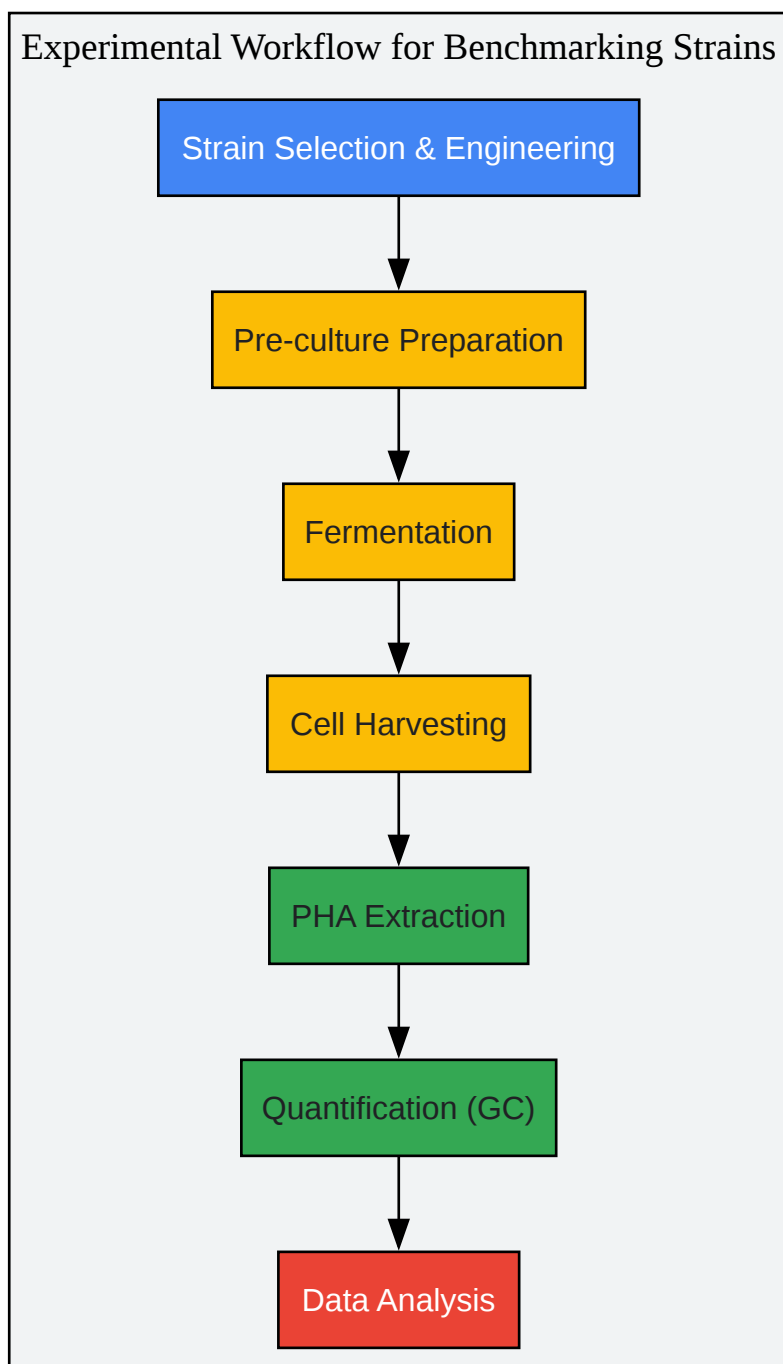 Experimental Workflow for Benchmarking Strains
Strain Selection & Engineering
Pre-culture Preparation
Fermentation
Cell Harvesting
PHA Extraction
Quantification (GC)
Data Analysis